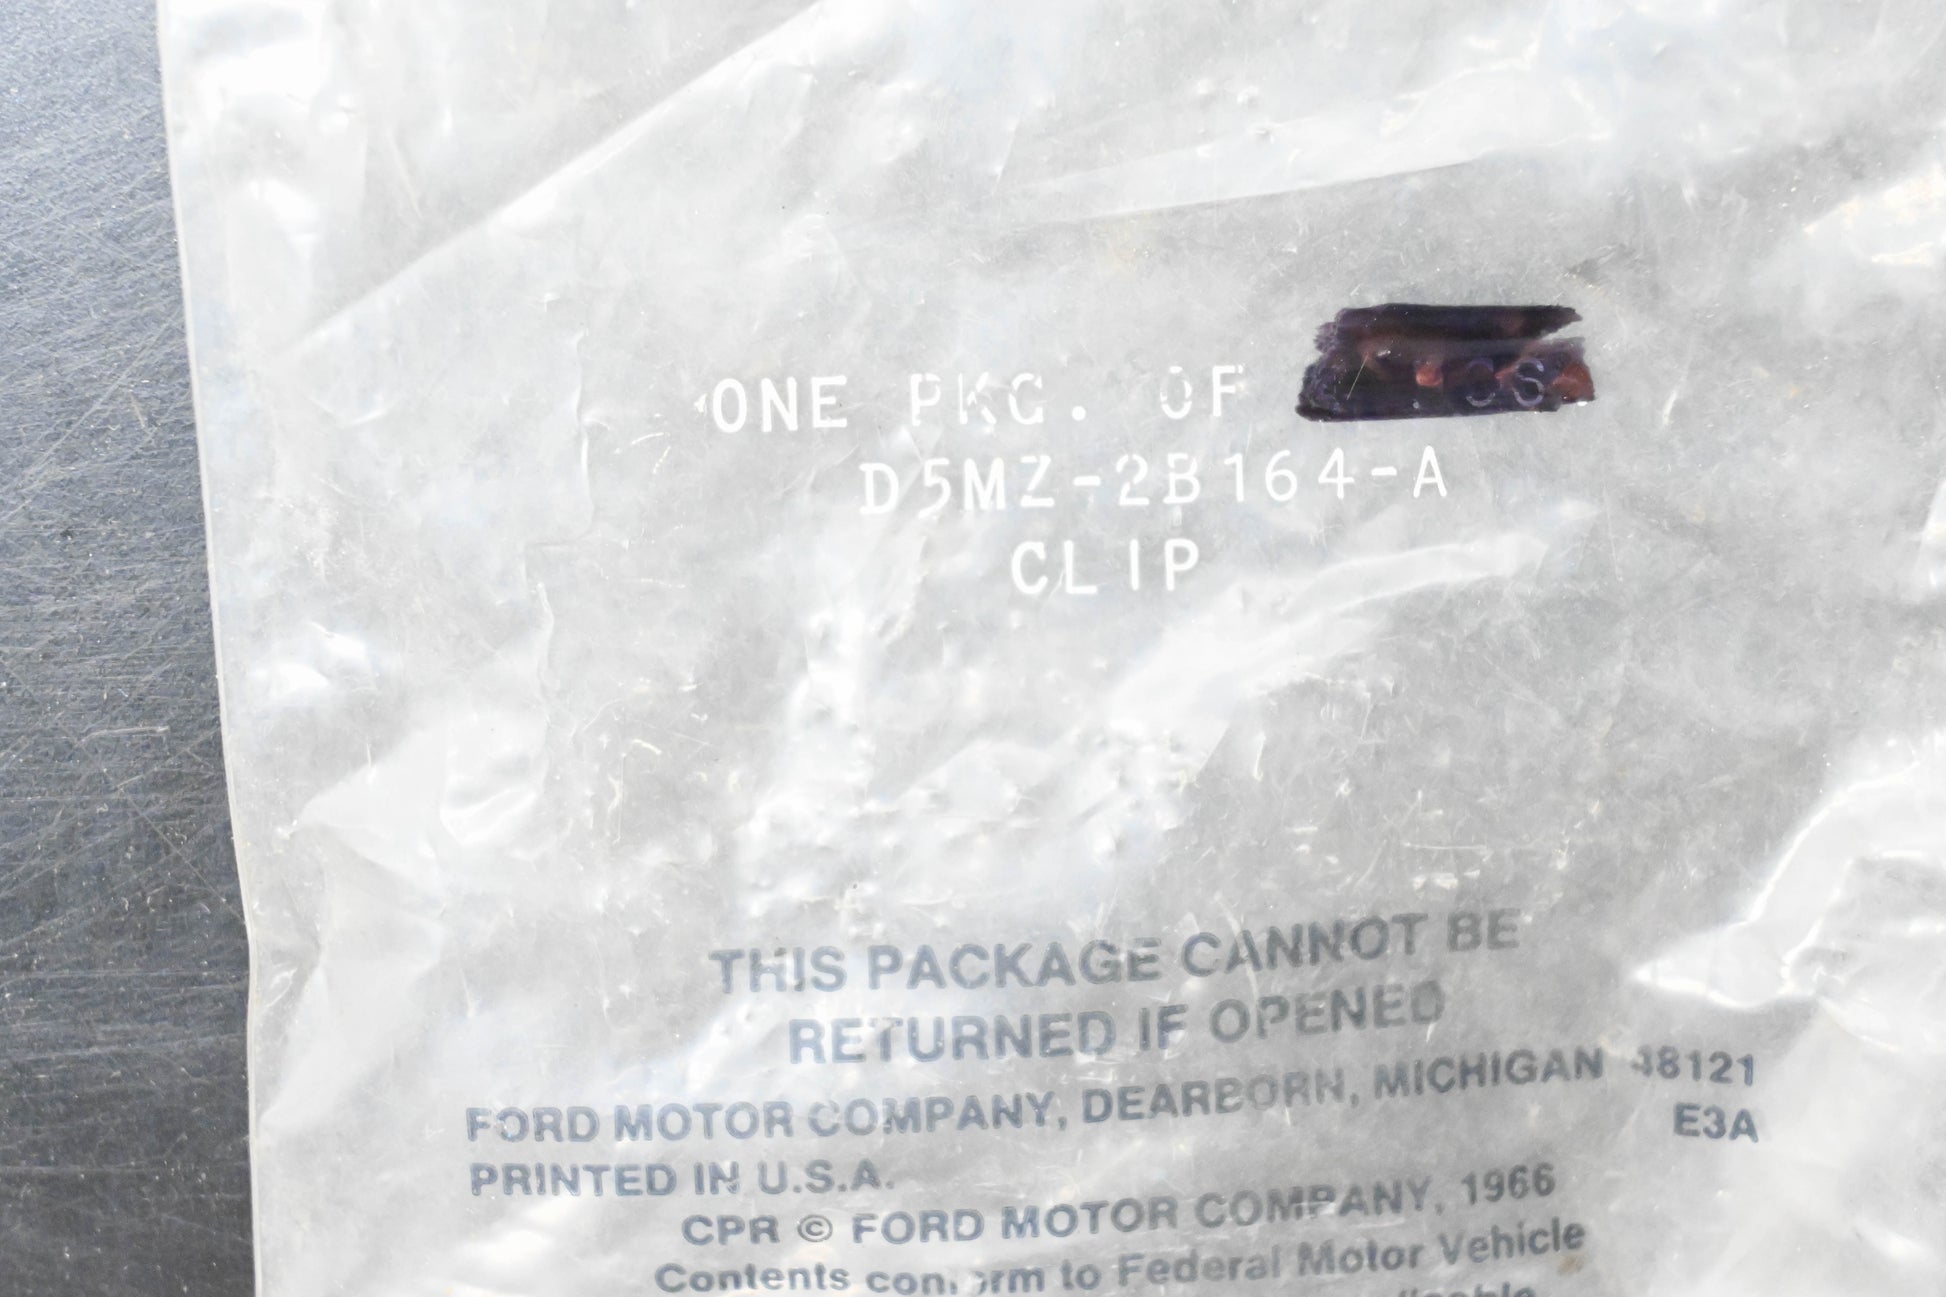 ONE PKG. OF
D5MZ-2B164-A
CLIP
THIS PACKAGE CANNOT BE
RETURNED IF OPENED
FORD MOTOR COMPANY, DEARBORN, MICHIGAN 48121
E3A
PRINTED IN U.S.A.
CPR © FORD MOTOR COMPANY, 1966
Contents conform to Federal Motor Vehicle